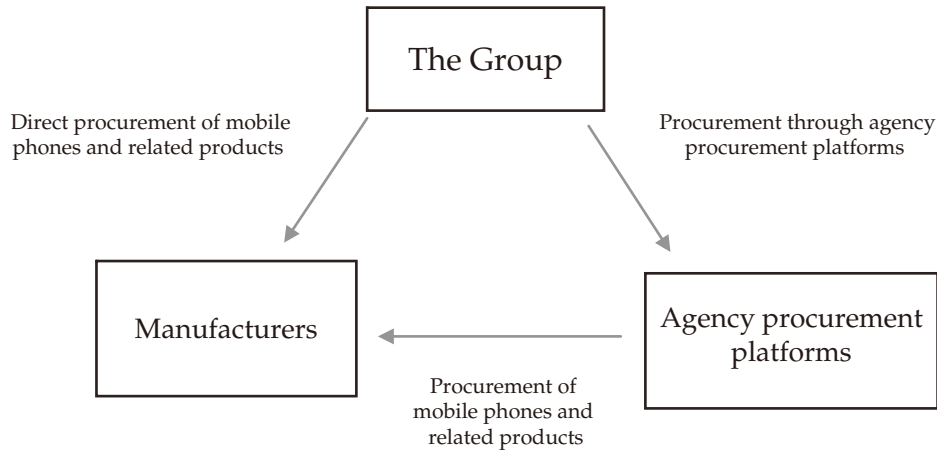 The Group
Direct procurement of mobile
phones and related products
Procurement through agency
procurement platforms
Manufacturers
Agency procurement
platforms
Procurement of
mobile phones and
related products